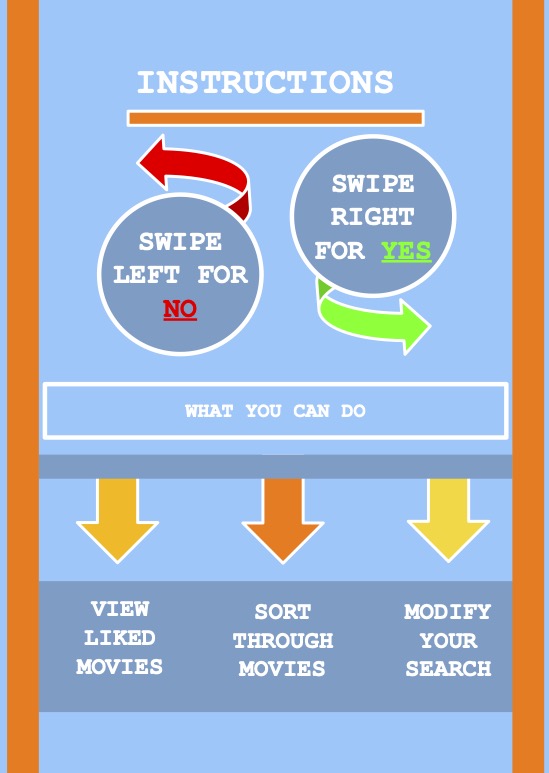 INSTRUCTIONS
SWIPE
LEFT FOR
NO
SWIPE
RIGHT
FOR YES
WHAT YOU CAN DO
VIEW
LIKED
MOVIES
SORT
THROUGH
MOVIES
MODIFY
YOUR
SEARCH